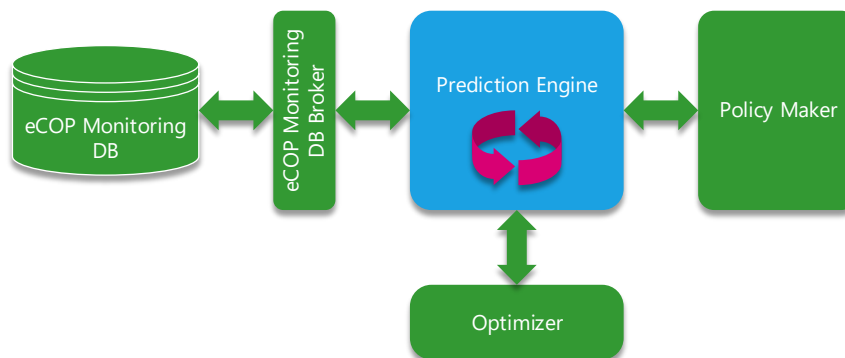 eCOP Monitoring
DB
eCOP Monitoring
DB Broker
Prediction Engine
Policy Maker
Optimizer